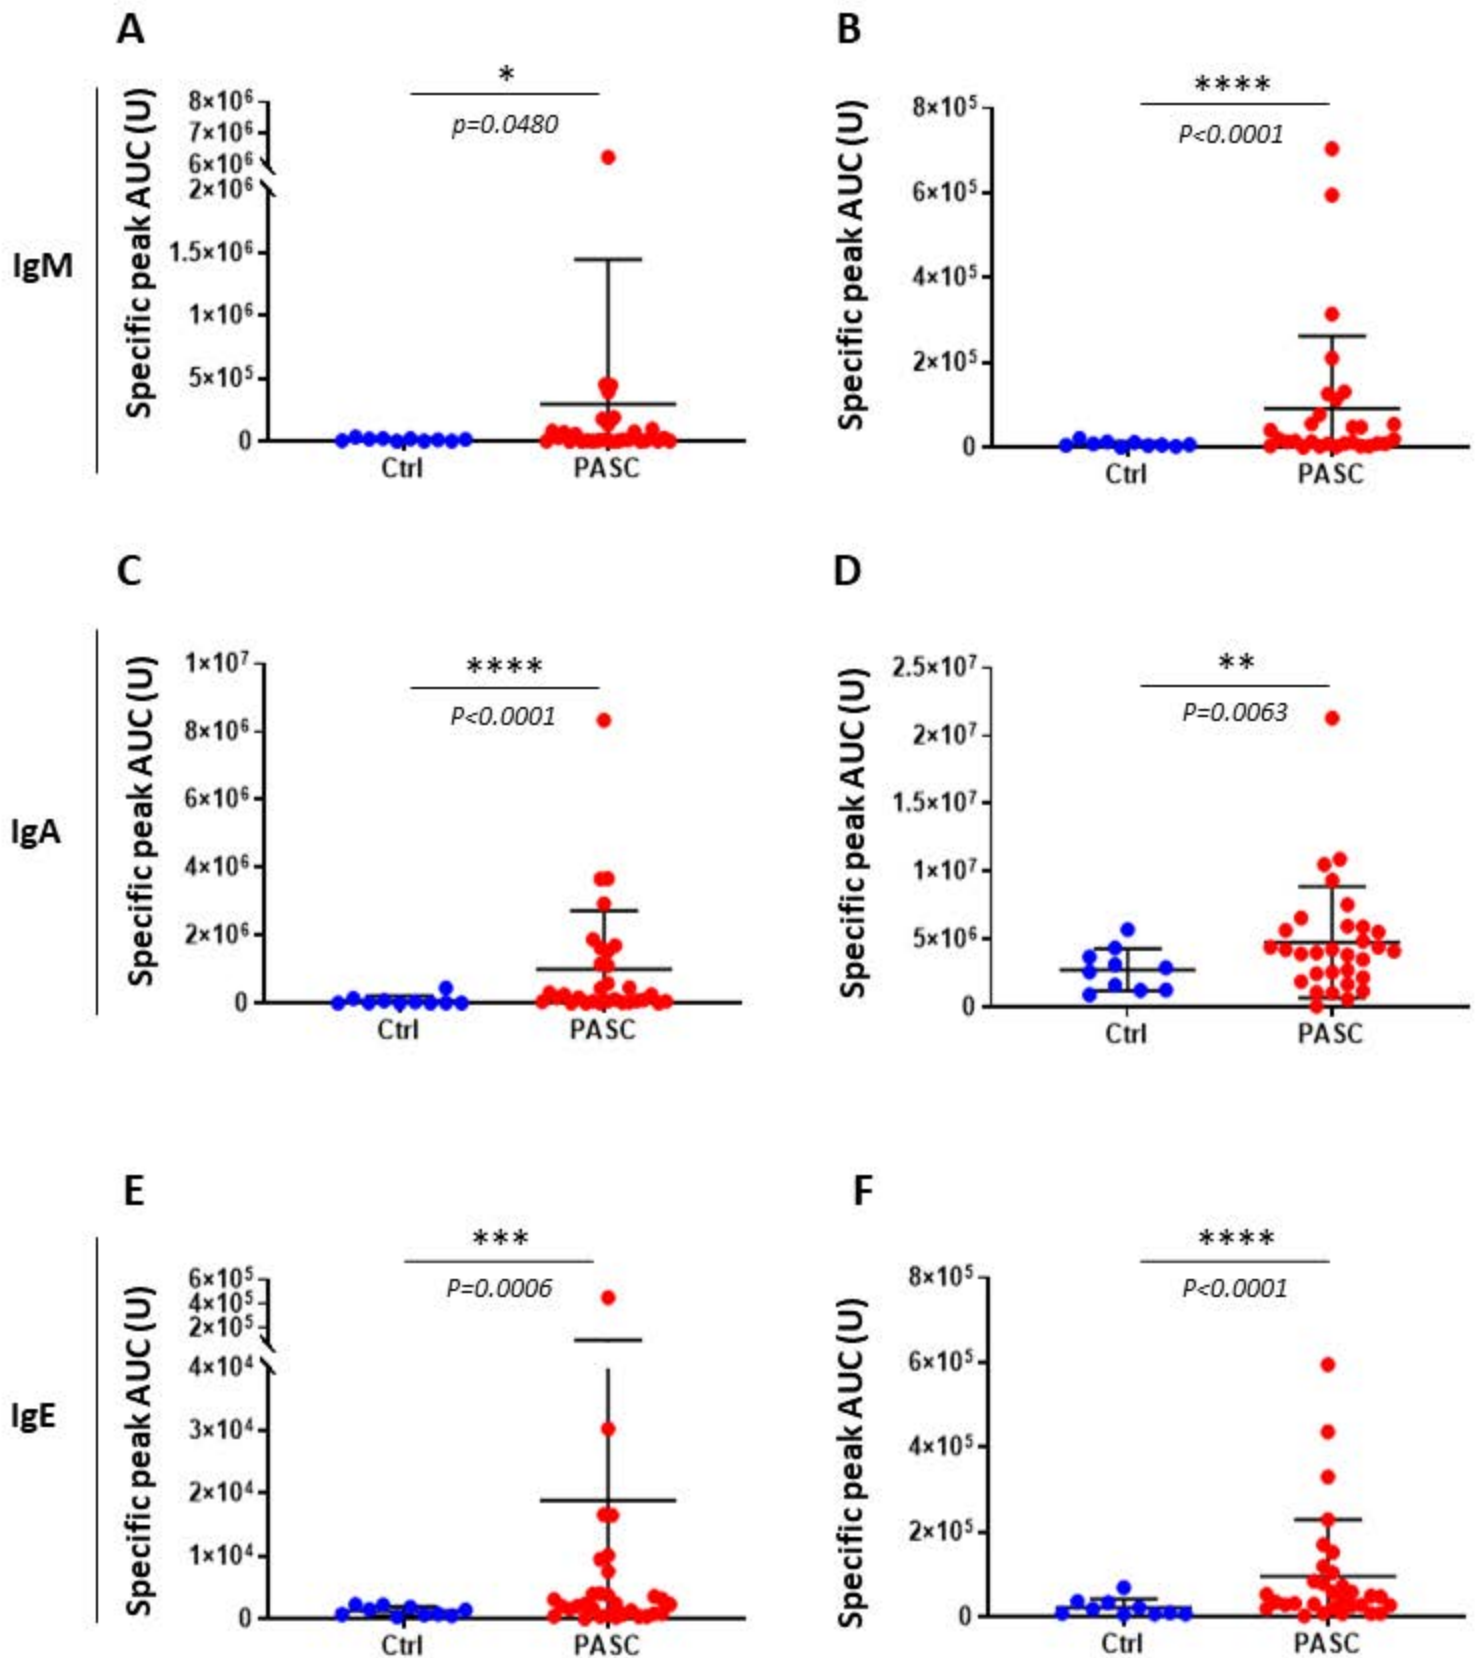 A
Specific peak AUC (U)
8×10⁶
7×10⁶
6×10⁶
2×10⁶
1.5×10⁶
1×10⁶
5×10⁵
0
*
p=0.0480
Ctrl
PASC
B
Specific peak AUC (U)
8×10⁵
6×10⁵
4×10⁵
2×10⁵
0
****
P<0.0001
Ctrl
PASC
IgM
C
Specific peak AUC (U)
1×10⁷
8×10⁶
6×10⁶
4×10⁶
2×10⁶
0
****
P<0.0001
Ctrl
PASC
D
Specific peak AUC (U)
2.5×10⁷
2×10⁷
1.5×10⁷
1×10⁷
5×10⁶
0
**
P=0.0063
Ctrl
PASC
IgA
E
Specific peak AUC (U)
6×10⁵
4×10⁵
2×10⁵
4×10⁴
3×10⁴
2×10⁴
1×10⁴
0
***
P=0.0006
Ctrl
PASC
F
Specific peak AUC (U)
8×10⁵
6×10⁵
4×10⁵
2×10⁵
0
****
P<0.0001
Ctrl
PASC
IgE